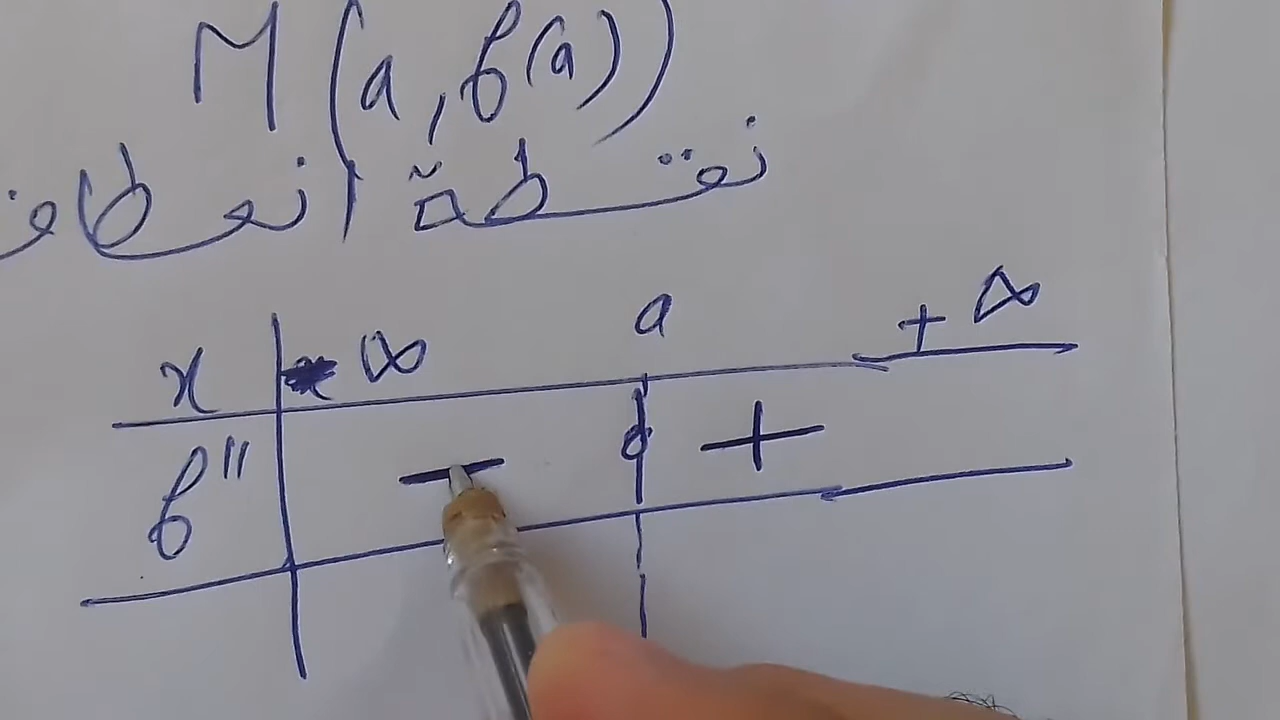 M(a, f(a))
نقطة انعطاف
x -∞ a +∞
f'' - 0 +